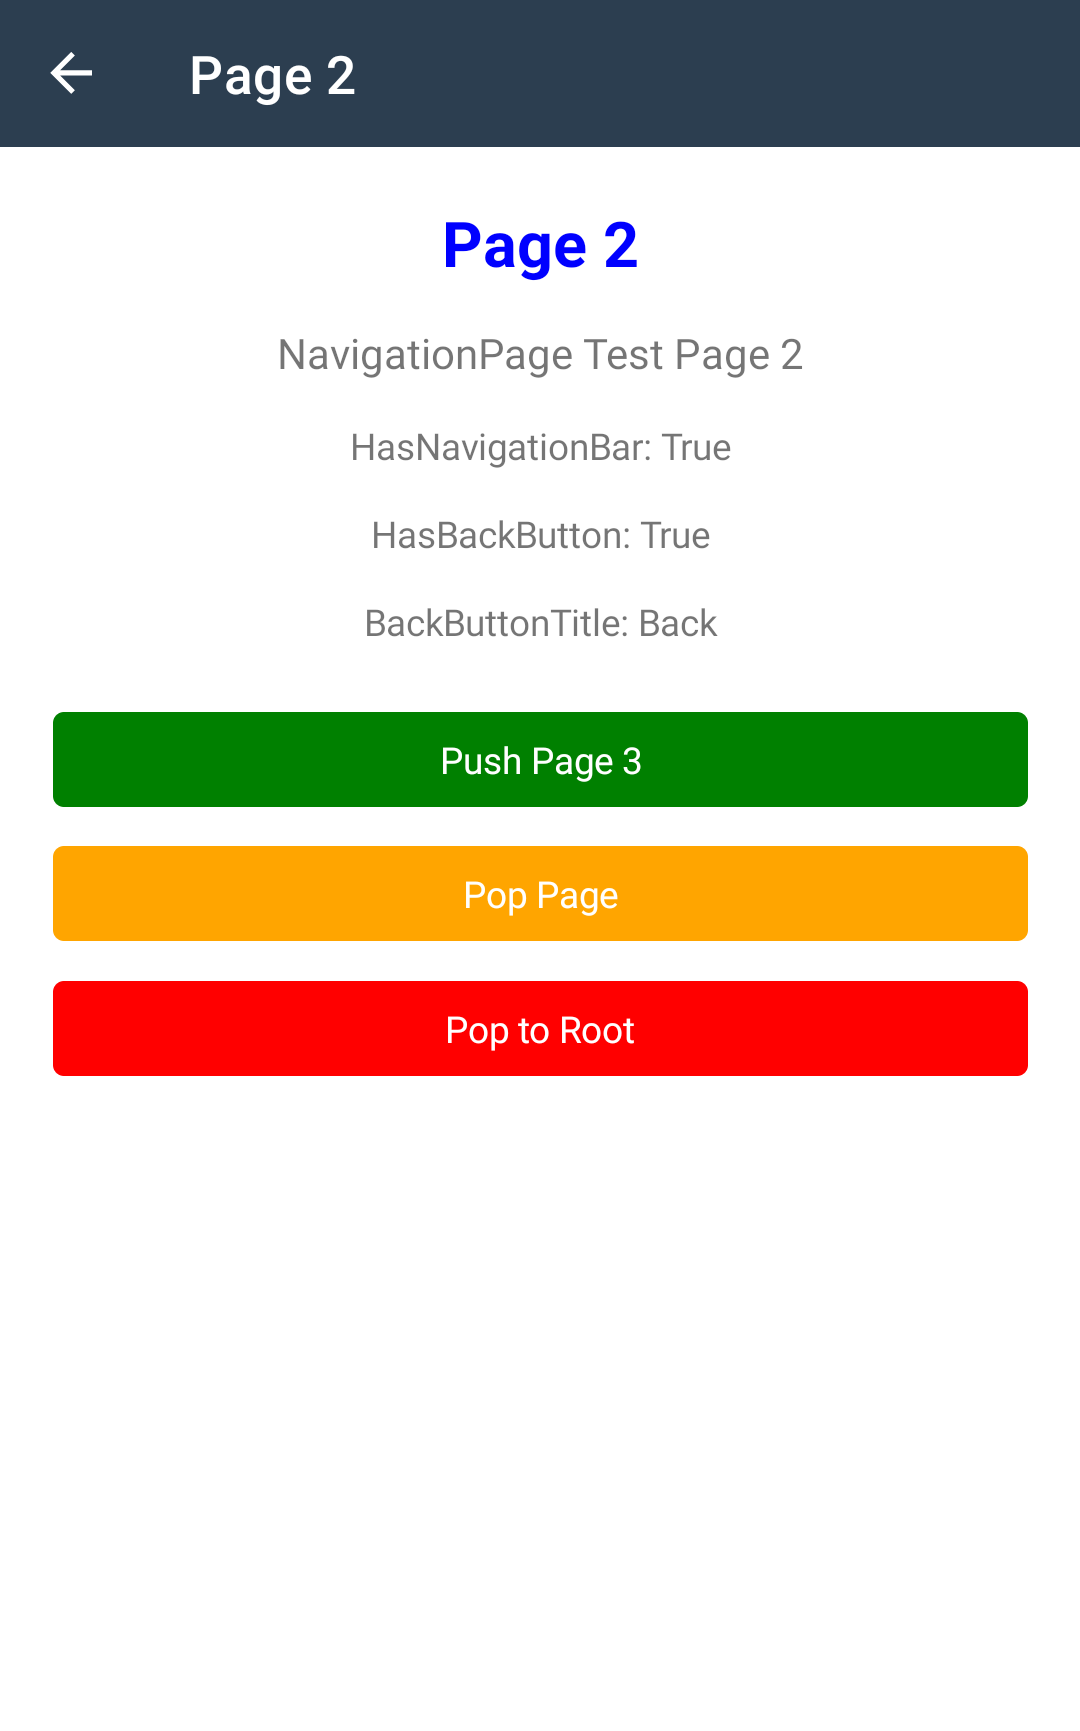 Page 2
Page 2
NavigationPage Test Page 2
HasNavigationBar: True
HasBackButton: True
BackButtonTitle: Back
Push Page 3
Pop Page
Pop to Root